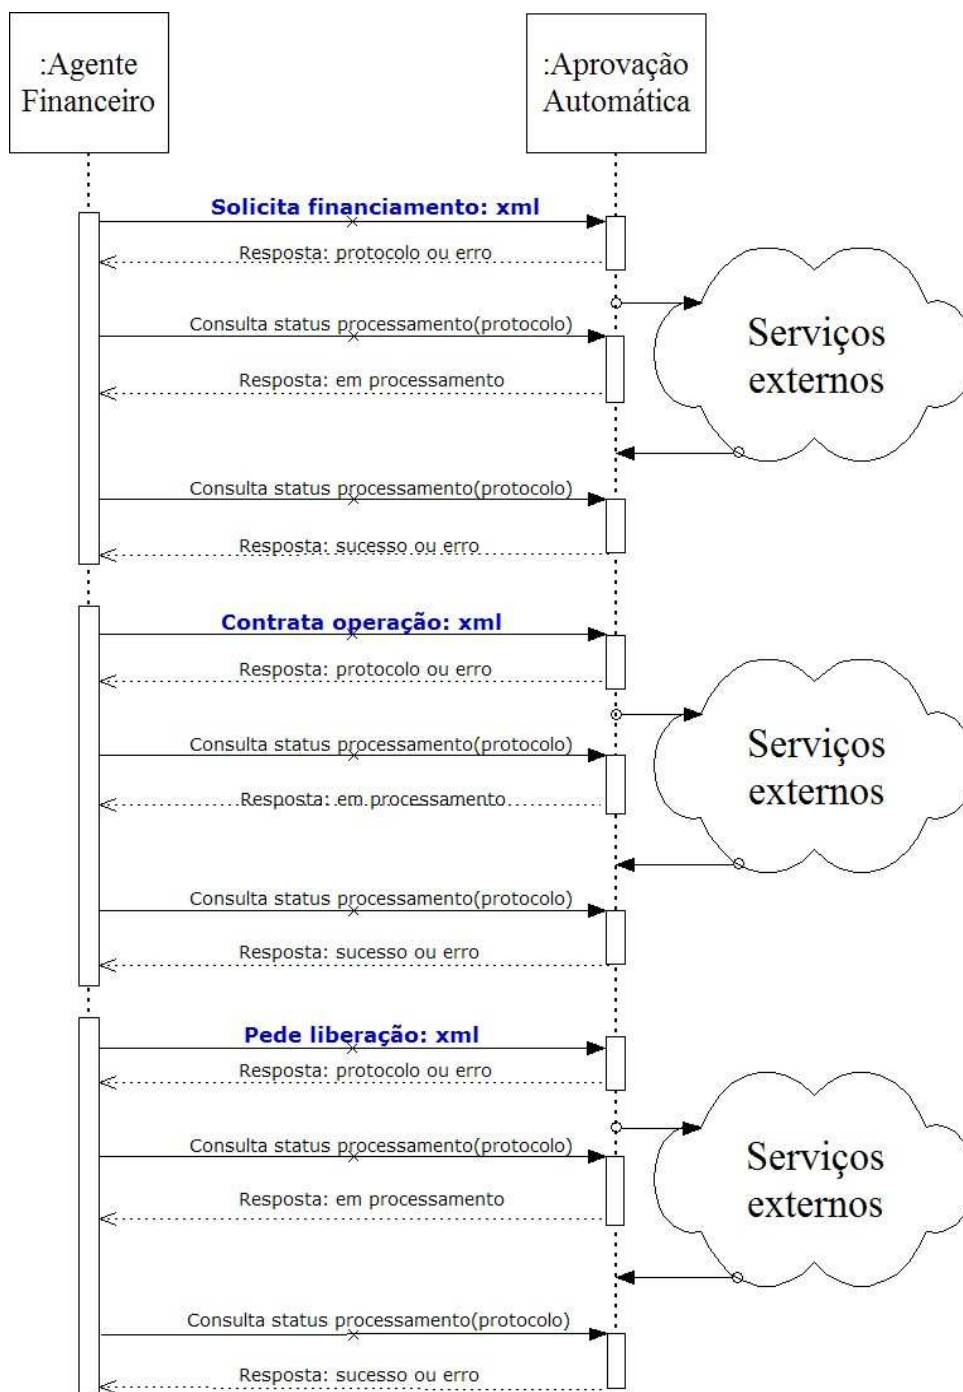 :Agente
Financeiro
:Aprovação
Automática
Solicita financiamento: xml
Resposta: protocolo ou erro
Serviços
externos
Consulta status processamento(protocolo)
Resposta: em processamento
Consulta status processamento(protocolo)
Resposta: sucesso ou erro
Contrata operação: xml
Resposta: protocolo ou erro
Serviços
externos
Consulta status processamento(protocolo)
Resposta: em processamento
Consulta status processamento(protocolo)
Resposta: sucesso ou erro
Pede liberação: xml
Resposta: protocolo ou erro
Serviços
externos
Consulta status processamento(protocolo)
Resposta: em processamento
Consulta status processamento(protocolo)
Resposta: sucesso ou erro